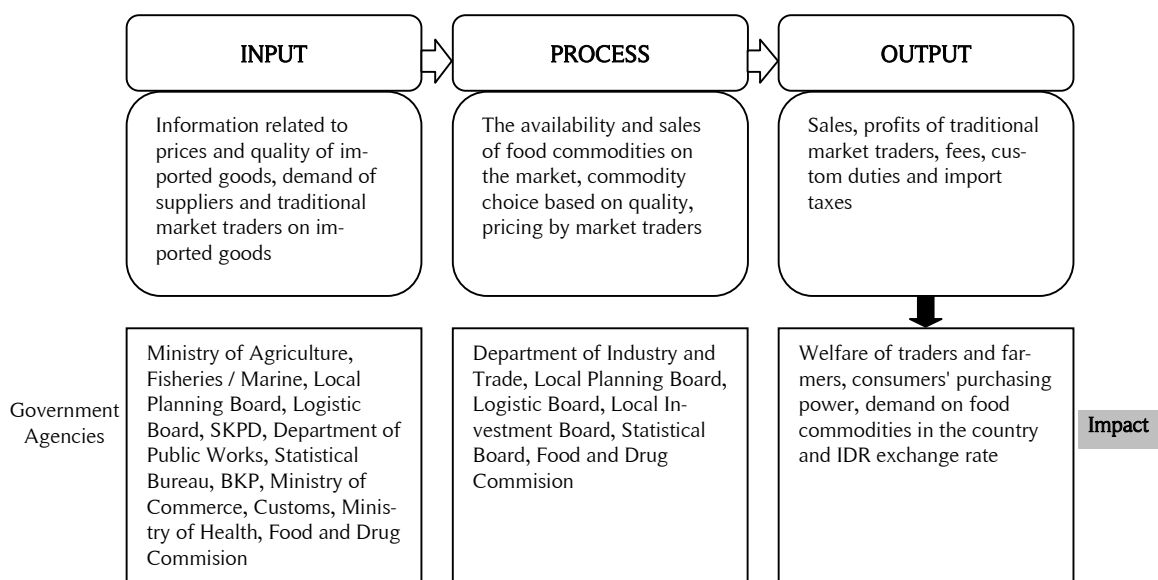 INPUT
PROCESS
OUTPUT
Information related to
prices and quality of im-
ported goods, demand of
suppliers and traditional
market traders on im-
ported goods
The availability and sales
of food commodities on
the market, commodity
choice based on quality,
pricing by market traders
Sales, profits of traditional
market traders, fees, cus-
tom duties and import
taxes
Government
Agencies
Ministry of Agriculture,
Fisheries / Marine, Local
Planning Board, Logistic
Board, SKPD, Department of
Public Works, Statistical
Bureau, BKP, Ministry of
Commerce, Customs, Minis-
try of Health, Food and Drug
Commision
Department of Industry and
Trade, Local Planning Board,
Logistic Board, Local In-
vestment Board, Statistical
Board, Food and Drug
Commision
Welfare of traders and far-
mers, consumers' purchasing
power, demand on food
commodities in the country
and IDR exchange rate
Impact